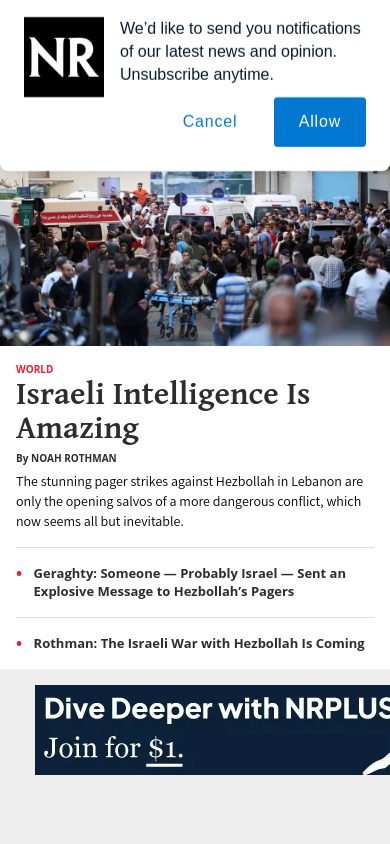 NR
We’d like to send you notifications
of our latest news and opinion.
Unsubscribe anytime.
Cancel
Allow
WORLD
Israeli Intelligence Is
Amazing
By NOAH ROTHMAN
The stunning pager strikes against Hezbollah in Lebanon are
only the opening salvos of a more dangerous conflict, which
now seems all but inevitable.
• Geraghty: Someone — Probably Israel — Sent an
Explosive Message to Hezbollah’s Pagers
• Rothman: The Israeli War with Hezbollah Is Coming
Dive Deeper with NRPLUS
Join for $1.